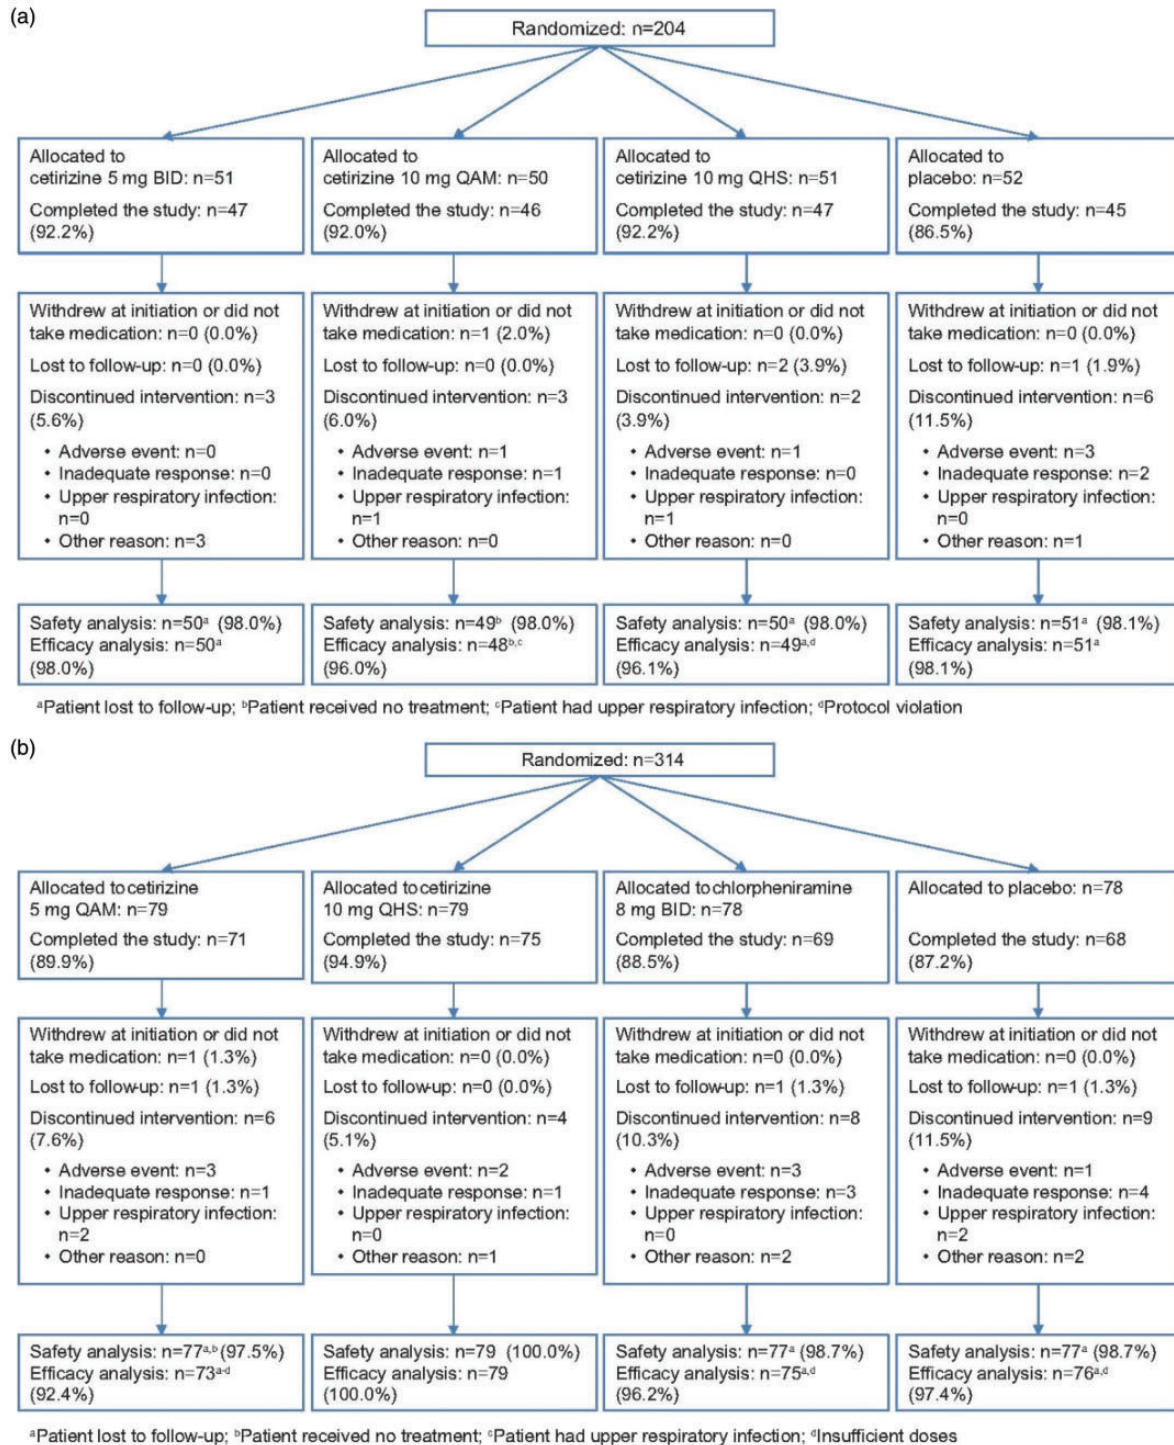 (a)
Randomized: n=204
Allocated to
cetirizine 5 mg BID: n=51
Completed the study: n=47
(92.2%)
Allocated to
cetirizine 10 mg QAM: n=50
Completed the study: n=46
(92.0%)
Allocated to
cetirizine 10 mg QHS: n=51
Completed the study: n=47
(92.2%)
Allocated to
placebo: n=52
Completed the study: n=45
(86.5%)
Withdrew at initiation or did not
take medication: n=0 (0.0%)
Lost to follow-up: n=0 (0.0%)
Discontinued intervention: n=3
(5.6%)
• Adverse event: n=0
• Inadequate response: n=0
• Upper respiratory infection:
n=0
• Other reason: n=3
Withdrew at initiation or did not
take medication: n=1 (2.0%)
Lost to follow-up: n=0 (0.0%)
Discontinued intervention: n=3
(6.0%)
• Adverse event: n=1
• Inadequate response: n=1
• Upper respiratory infection:
n=1
• Other reason: n=0
Withdrew at initiation or did not
take medication: n=0 (0.0%)
Lost to follow-up: n=2 (3.9%)
Discontinued intervention: n=2
(3.9%)
• Adverse event: n=1
• Inadequate response: n=0
• Upper respiratory infection:
n=1
• Other reason: n=0
Withdrew at initiation or did not
take medication: n=0 (0.0%)
Lost to follow-up: n=1 (1.9%)
Discontinued intervention: n=6
(11.5%)
• Adverse event: n=3
• Inadequate response: n=2
• Upper respiratory infection:
n=0
• Other reason: n=1
Safety analysis: n=50ᵃ (98.0%)
Efficacy analysis: n=50ᵃ
(98.0%)
Safety analysis: n=49ᵇ (98.0%)
Efficacy analysis: n=48ᵇ,ᶜ
(96.0%)
Safety analysis: n=50ᵃ (98.0%)
Efficacy analysis: n=49ᵃ,ᵈ
(96.1%)
Safety analysis: n=51ᵃ (98.1%)
Efficacy analysis: n=51ᵃ
(98.1%)
ᵃPatient lost to follow-up; ᵇPatient received no treatment; ᶜPatient had upper respiratory infection; ᵈProtocol violation
(b)
Randomized: n=314
Allocated to cetirizine
5 mg QAM: n=79
Completed the study: n=71
(89.9%)
Allocated to cetirizine
10 mg QHS: n=79
Completed the study: n=75
(94.9%)
Allocated to chlorpheniramine
8 mg BID: n=78
Completed the study: n=69
(88.5%)
Allocated to placebo: n=78
Completed the study: n=68
(87.2%)
Withdrew at initiation or did not
take medication: n=1 (1.3%)
Lost to follow-up: n=1 (1.3%)
Discontinued intervention: n=6
(7.6%)
• Adverse event: n=3
• Inadequate response: n=1
• Upper respiratory infection:
n=2
• Other reason: n=0
Withdrew at initiation or did not
take medication: n=0 (0.0%)
Lost to follow-up: n=0 (0.0%)
Discontinued intervention: n=4
(5.1%)
• Adverse event: n=2
• Inadequate response: n=1
• Upper respiratory infection:
n=0
• Other reason: n=1
Withdrew at initiation or did not
take medication: n=0 (0.0%)
Lost to follow-up: n=1 (1.3%)
Discontinued intervention: n=8
(10.3%)
• Adverse event: n=3
• Inadequate response: n=3
• Upper respiratory infection:
n=0
• Other reason: n=2
Withdrew at initiation or did not
take medication: n=0 (0.0%)
Lost to follow-up: n=1 (1.3%)
Discontinued intervention: n=9
(11.5%)
• Adverse event: n=1
• Inadequate response: n=4
• Upper respiratory infection:
n=2
• Other reason: n=2
Safety analysis: n=77ᵃ,ᵇ (97.5%)
Efficacy analysis: n=73ᵃ⁻ᵈ
(92.4%)
Safety analysis: n=79 (100.0%)
Efficacy analysis: n=79
(100.0%)
Safety analysis: n=77ᵃ (98.7%)
Efficacy analysis: n=75ᵃ,ᵈ
(96.2%)
Safety analysis: n=77ᵃ (98.7%)
Efficacy analysis: n=76ᵃ,ᵈ
(97.4%)
ᵃPatient lost to follow-up; ᵇPatient received no treatment; ᶜPatient had upper respiratory infection; ᵈInsufficient doses